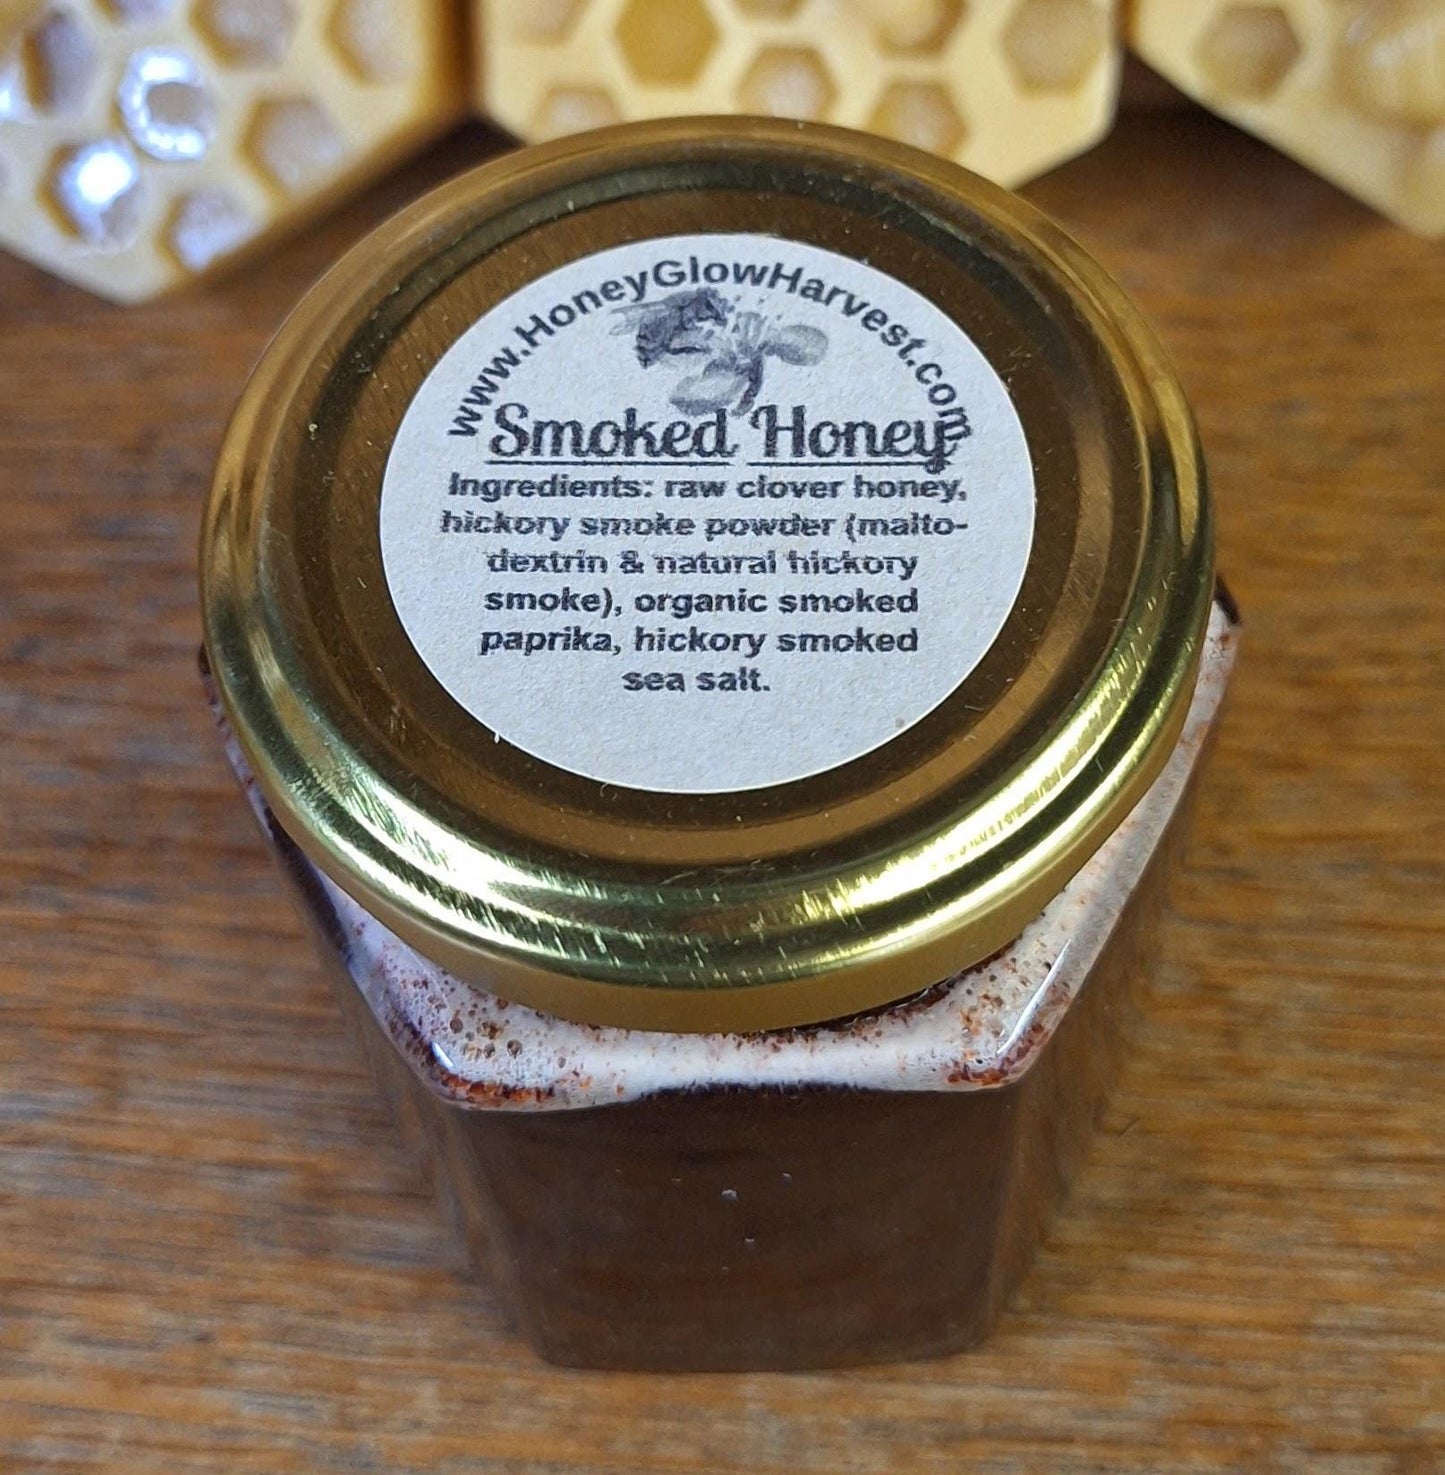 www.HoneyGlowHarvest.com
Smoked Honey
Ingredients: raw clover honey,
hickory smoke powder (malto-
dextrin & natural hickory
smoke), organic smoked
paprika, hickory smoked
sea salt.